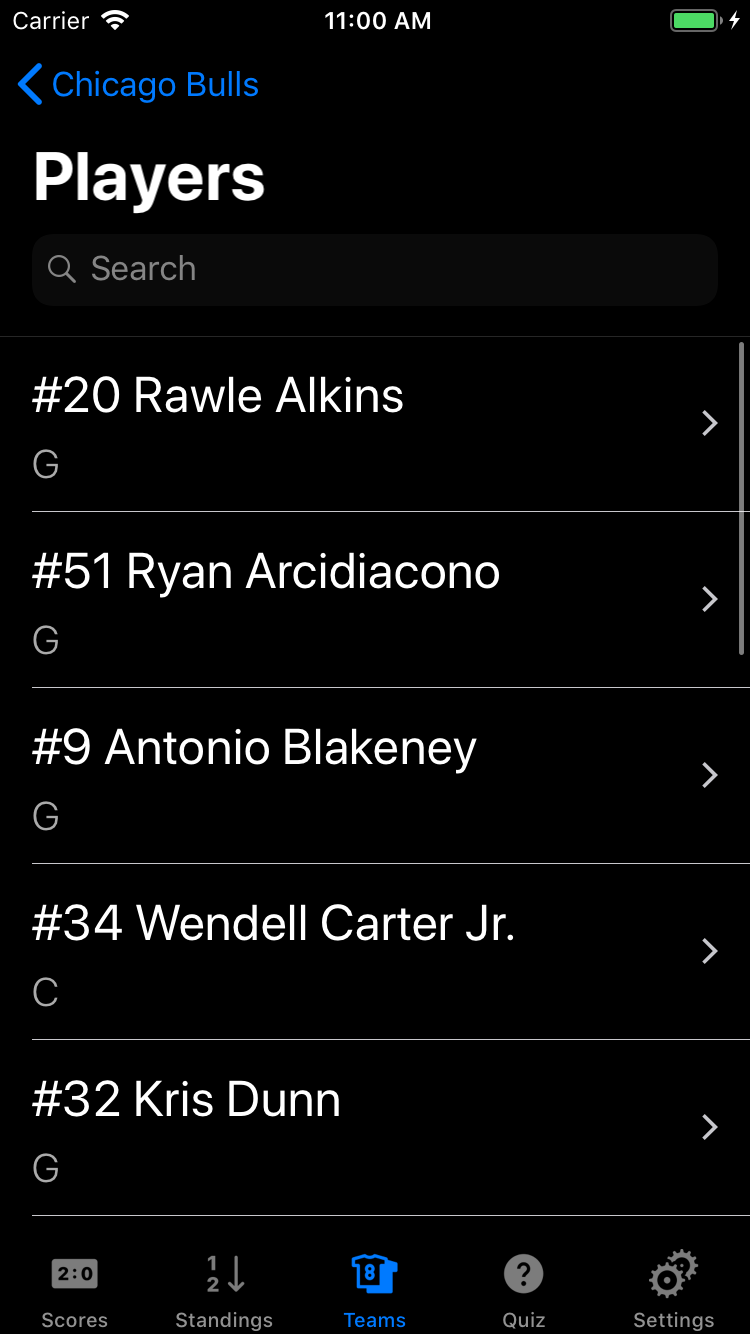 Carrier 11:00 AM
Chicago Bulls
Players
Search
#20 Rawle Alkins
G
#51 Ryan Arcidiacono
G
#9 Antonio Blakeney
G
#34 Wendell Carter Jr.
C
#32 Kris Dunn
G
2:0 1 2 8 ?
Scores Standings Teams Quiz Settings